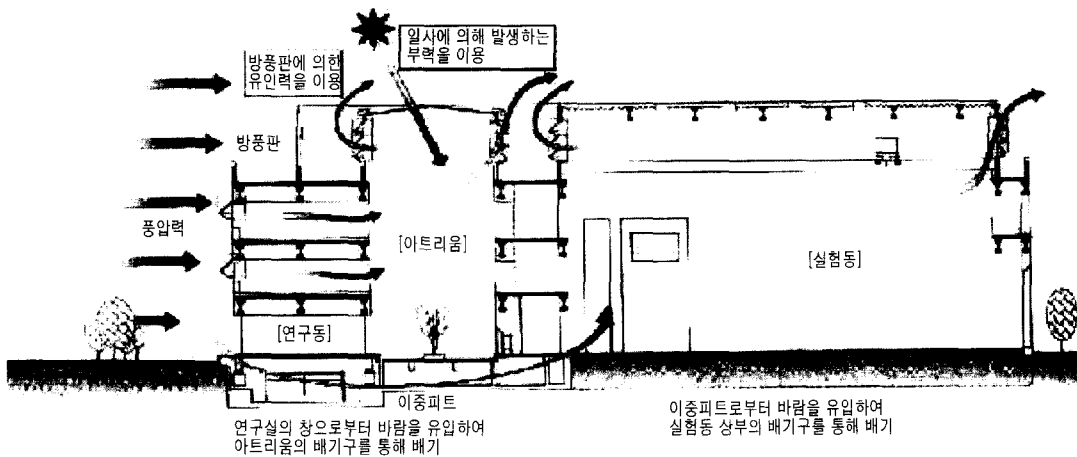 일사에 의해 발생하는
부력을 이용
방풍판에 의한
유인력을 이용
방풍판
풍압력
[아트리움]
[실험동]
[연구동]
이중피트
연구실의 창으로부터 바람을 유입하여
아트리움의 배기구를 통해 배기
이중피트로부터 바람을 유입하여
실험동 상부의 배기구를 통해 배기